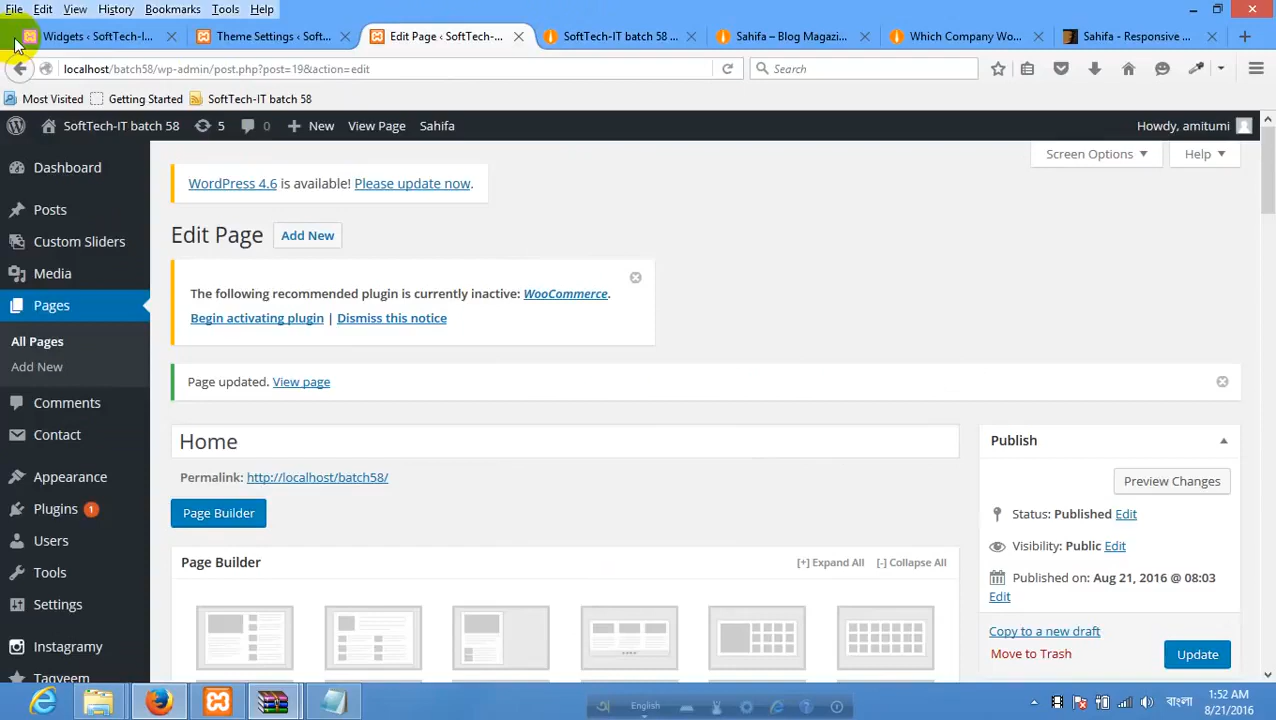 File Edit View History Bookmarks Tools Help
Widgets ‹ SoftTech-I... Theme Settings ‹ Soft... Edit Page ‹ SoftTech-... SoftTech-IT batch 58 ... Sahifa – Blog Magazi... Which Company Wo... Sahifa - Responsive ...
localhost/batch58/wp-admin/post.php?post=19&action=edit Search
Most Visited Getting Started SoftTech-IT batch 58
SoftTech-IT batch 58 5 0 New View Page Sahifa Howdy, amitumi
Screen Options Help
Dashboard
Posts
Custom Sliders
Media
Pages
All Pages
Add New
Comments
Contact
Appearance
Plugins 1
Users
Tools
Settings
Instagramy
Taqyeem
WordPress 4.6 is available! Please update now.
Edit Page Add New
The following recommended plugin is currently inactive: WooCommerce.
Begin activating plugin | Dismiss this notice
Page updated. View page
Home
Permalink: http://localhost/batch58/
Page Builder
Page Builder [+] Expand All [-] Collapse All
Publish
Preview Changes
Status: Published Edit
Visibility: Public Edit
Published on: Aug 21, 2016 @ 08:03
Edit
Copy to a new draft
Move to Trash Update
English
বাংলা
1:52 AM
8/21/2016